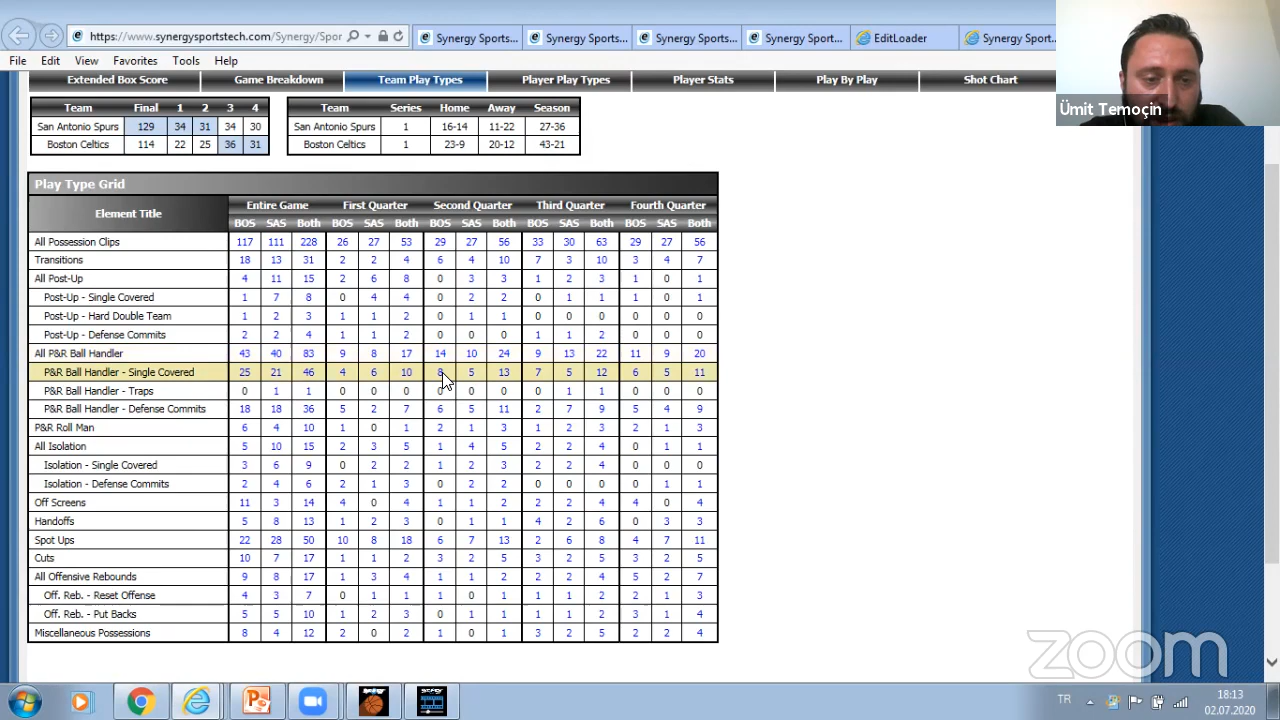 https://www.synergysportstech.com/Synergy/Spor
Synergy Sports...
Synergy Sports...
Synergy Sports...
Synergy Sport...
EditLoader
Synergy Sport...
File Edit View Favorites Tools Help
Ümit Temoçin
Extended Box Score Game Breakdown Team Play Types Player Play Types Player Stats Play By Play Shot Chart
Team Final 1 2 3 4
San Antonio Spurs 129 34 31 34 30
Boston Celtics 114 22 25 36 31
Team Series Home Away Season
San Antonio Spurs 1 16-14 11-22 27-36
Boston Celtics 1 23-9 20-12 43-21
Play Type Grid
Element Title Entire Game First Quarter Second Quarter Third Quarter Fourth Quarter
BOS SAS Both BOS SAS Both BOS SAS Both BOS SAS Both BOS SAS Both
All Possession Clips 117 111 228 26 27 53 29 27 56 33 30 63 29 27 56
Transitions 18 13 31 2 2 4 6 4 10 7 3 10 3 4 7
All Post-Up 4 11 15 2 6 8 0 3 3 1 2 3 1 0 1
Post-Up - Single Covered 1 7 8 0 4 4 0 2 2 0 1 1 1 0 1
Post-Up - Hard Double Team 1 2 3 1 1 2 0 1 1 0 0 0 0 0 0
Post-Up - Defense Commits 2 2 4 1 1 2 0 0 0 1 1 2 0 0 0
All P&R Ball Handler 43 40 83 9 8 17 14 10 24 9 13 22 11 9 20
P&R Ball Handler - Single Covered 25 21 46 4 6 10 8 5 13 7 5 12 6 5 11
P&R Ball Handler - Traps 0 1 1 0 0 0 0 0 0 0 1 1 0 0 0
P&R Ball Handler - Defense Commits 18 18 36 5 2 7 6 5 11 2 7 9 5 4 9
P&R Roll Man 6 4 10 1 0 1 2 1 3 1 2 3 2 1 3
All Isolation 5 10 15 2 3 5 1 4 5 2 2 4 0 1 1
Isolation - Single Covered 3 6 9 0 2 2 1 2 3 2 2 4 0 0 0
Isolation - Defense Commits 2 4 6 2 1 3 0 2 2 0 0 0 0 1 1
Off Screens 11 3 14 4 0 4 1 1 2 2 2 4 4 0 4
Handoffs 5 8 13 1 2 3 0 1 1 4 2 6 0 3 3
Spot Ups 22 28 50 10 8 18 6 7 13 2 6 8 4 7 11
Cuts 10 7 17 1 1 2 3 2 5 3 2 5 3 2 5
All Offensive Rebounds 9 8 17 1 3 4 1 1 2 2 2 4 5 2 7
Off. Reb. - Reset Offense 4 3 7 0 1 1 1 0 1 1 1 2 2 1 3
Off. Reb. - Put Backs 5 5 10 1 2 3 0 1 1 1 1 2 3 1 4
Miscellaneous Possessions 8 4 12 2 0 2 1 0 1 3 2 5 2 2 4
zoom
TR
18:13
02.07.2020